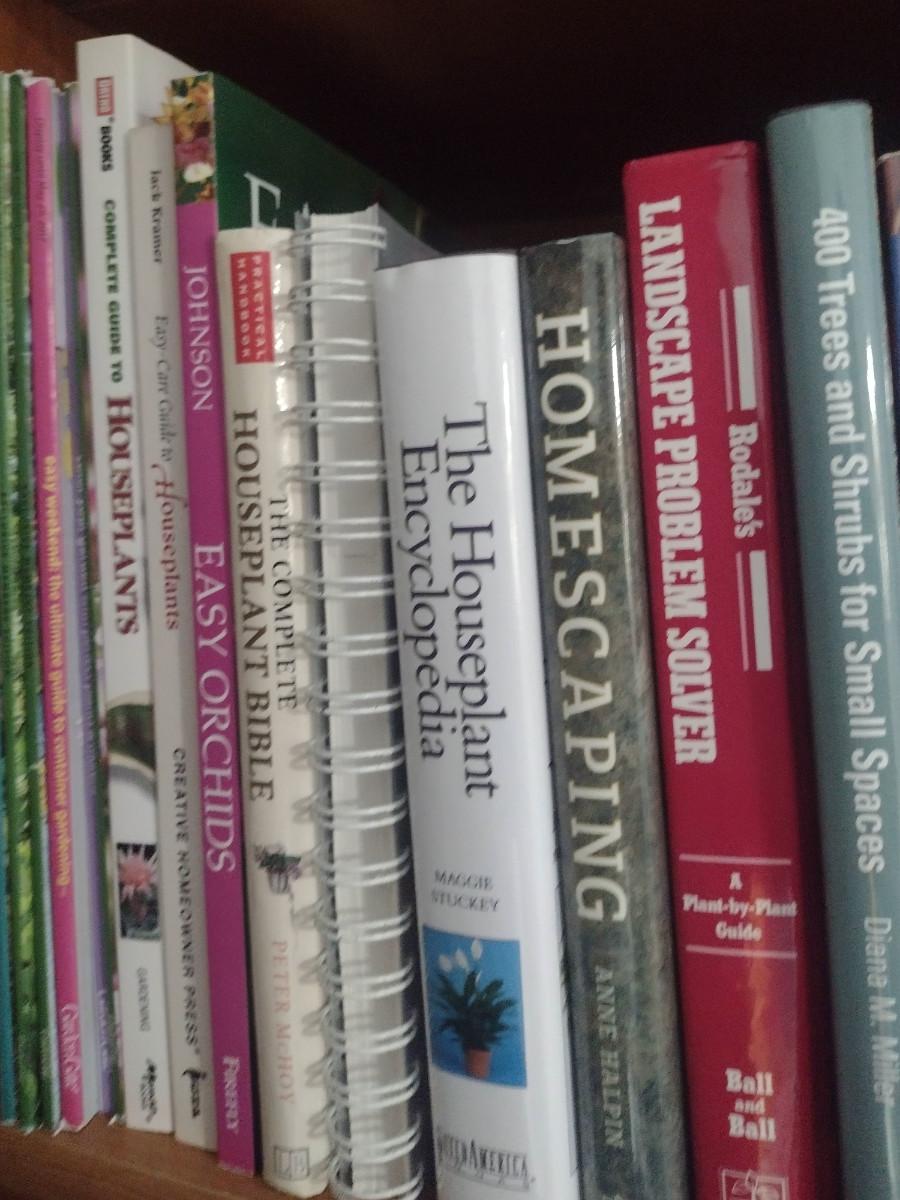 easy weekend: the ultimate guide to container gardening
ORTHO
BOOKS
COMPLETE GUIDE TO HOUSEPLANTS
GARDENING
Jack Kramer
Easy-Care Guide to Houseplants
CREATIVE HOMEOWNER PRESS®
JOHNSON
EASY ORCHIDS
FIREFLY
PRACTICAL
HANDBOOK
THE COMPLETE
HOUSEPLANT BIBLE
PETER McHOY
The Houseplant
Encyclopedia
MAGGIE
STUCKEY
HOMESCAPING
ANNE HALPIN
Rodale's
LANDSCAPE PROBLEM SOLVER
A
Plant-by-Plant
Guide
Ball
and
Ball
400 Trees and Shrubs for Small Spaces
Diana M. Miller